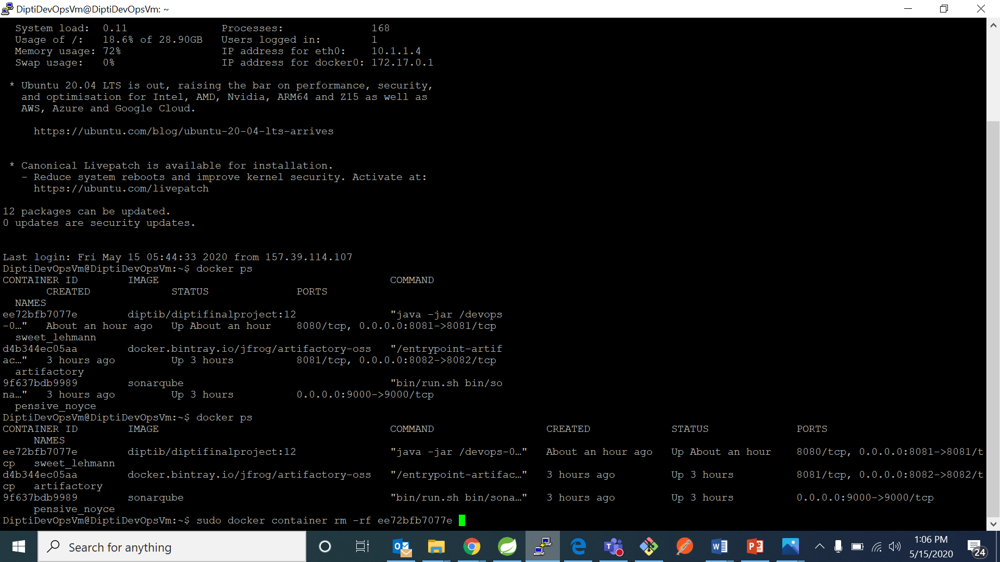 DiptiDevOpsVm@DiptiDevOpsVm: ~
System load:  0.11               Processes:              168
Usage of /:   18.6% of 28.90GB   Users logged in:        1
Memory usage: 72%                IP address for eth0:    10.1.1.4
Swap usage:   0%                 IP address for docker0: 172.17.0.1
* Ubuntu 20.04 LTS is out, raising the bar on performance, security,
and optimisation for Intel, AMD, Nvidia, ARM64 and Z15 as well as
AWS, Azure and Google Cloud.
https://ubuntu.com/blog/ubuntu-20-04-lts-arrives
* Canonical Livepatch is available for installation.
- Reduce system reboots and improve kernel security. Activate at:
https://ubuntu.com/livepatch
12 packages can be updated.
0 updates are security updates.
Last login: Fri May 15 05:44:33 2020 from 157.39.114.107
DiptiDevOpsVm@DiptiDevOpsVm:~$ docker ps
CONTAINER ID        IMAGE                                     COMMAND
CREATED             STATUS              PORTS
NAMES
ee72bfb7077e        diptib/diptifinalproject:12               "java -jar /devops
-0…"   About an hour ago   Up About an hour    8080/tcp, 0.0.0.0:8081->8081/tcp
sweet_lehmann
d4b344ec05aa        docker.bintray.io/jfrog/artifactory-oss   "/entrypoint-artif
ac…"   3 hours ago         Up 3 hours          8081/tcp, 0.0.0.0:8082->8082/tcp
artifactory
9f637bdb9989        sonarqube                                 "bin/run.sh bin/so
na…"   3 hours ago         Up 3 hours          0.0.0.0:9000->9000/tcp
pensive_noyce
DiptiDevOpsVm@DiptiDevOpsVm:~$ docker ps
CONTAINER ID        IMAGE                                     COMMAND                  CREATED             STATUS              PORTS
NAMES
ee72bfb7077e        diptib/diptifinalproject:12               "java -jar /devops-0…"   About an hour ago   Up About an hour    8080/tcp, 0.0.0.0:8081->8081/t
cp   sweet_lehmann
d4b344ec05aa        docker.bintray.io/jfrog/artifactory-oss   "/entrypoint-artifac…"   3 hours ago         Up 3 hours          8081/tcp, 0.0.0.0:8082->8082/t
cp   artifactory
9f637bdb9989        sonarqube                                 "bin/run.sh bin/sona…"   3 hours ago         Up 3 hours          0.0.0.0:9000->9000/tcp
pensive_noyce
DiptiDevOpsVm@DiptiDevOpsVm:~$ sudo docker container rm -rf ee72bfb7077e
Search for anything
1:06 PM
5/15/2020
24